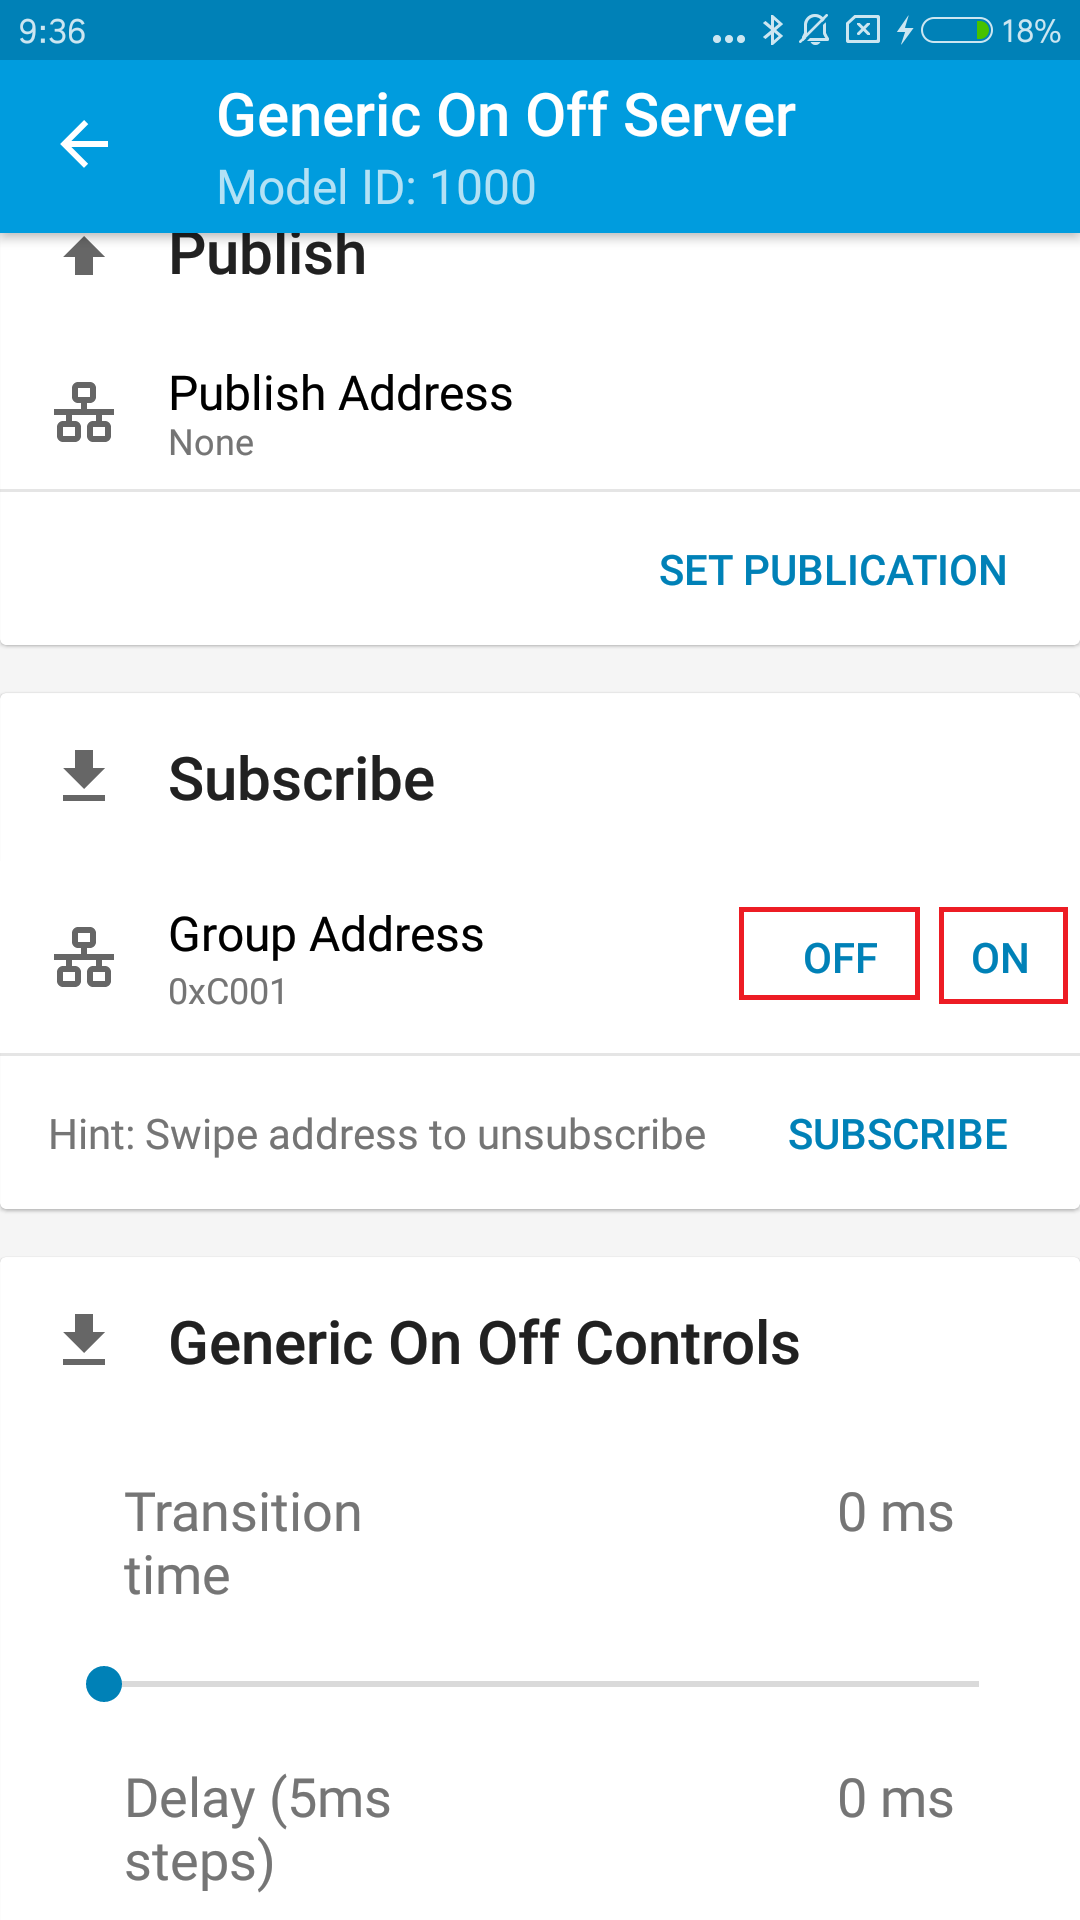 9:36
18%
Generic On Off Server
Model ID: 1000
Publish
Publish Address
None
SET PUBLICATION
Subscribe
Group Address
OFF ON
0xC001
Hint: Swipe address to unsubscribe SUBSCRIBE
Generic On Off Controls
Transition 0 ms
time
Delay (5ms 0 ms
steps)